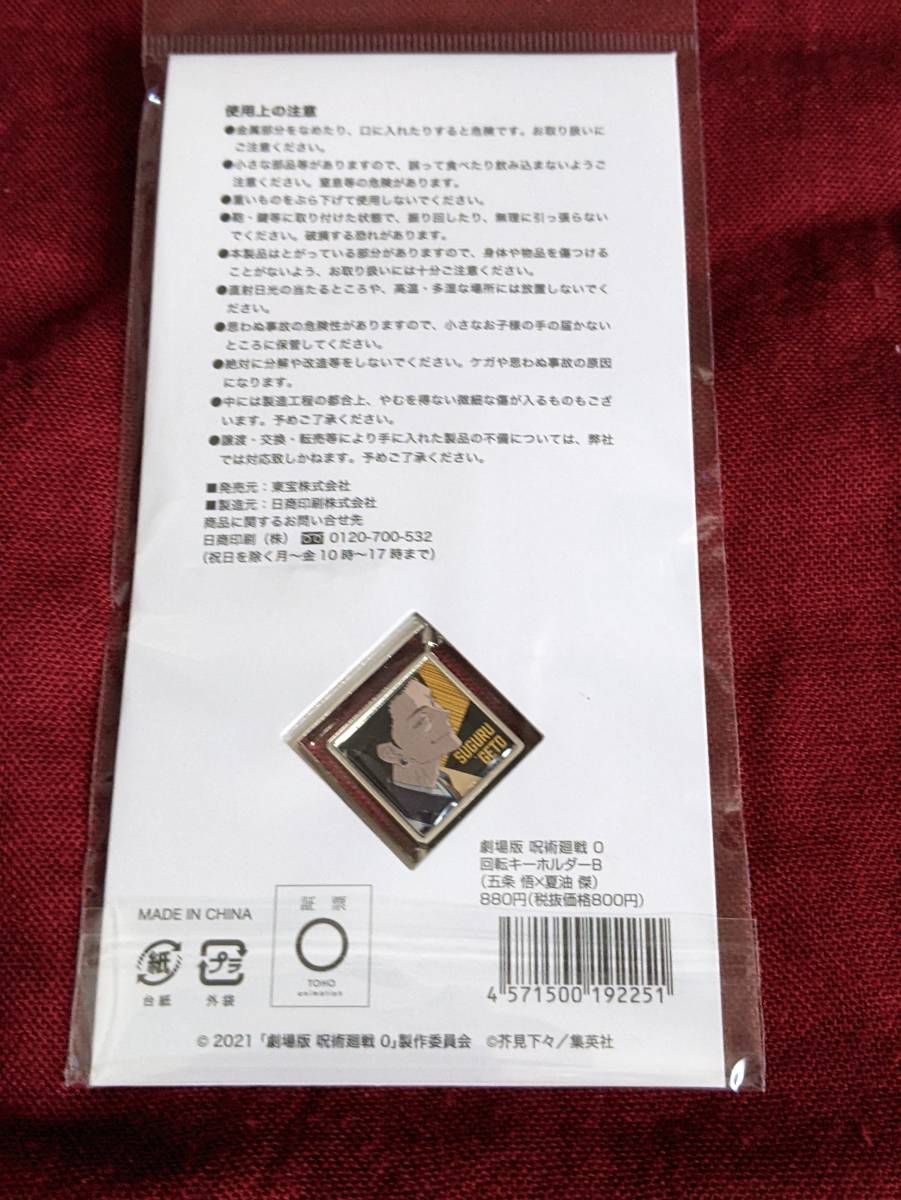 使用上の注意
●金属部分をなめたり、口に入れたりすると危険です。お取り扱いに
ご注意ください。
●小さな部品等がありますので、誤って食べたり飲み込まないようご
注意ください。窒息等の危険があります。
●重いものをぶら下げて使用しないでください。
●鞄・鍵等に取り付けた状態で、振り回したり、無理に引っ張らない
でください。破損する恐れがあります。
●本製品はとがっている部分がありますので、身体や物品を傷つける
ことがないよう、お取り扱いには十分ご注意ください。
●直射日光の当たるところや、高温・多湿な場所には放置しないでく
ださい。
●思わぬ事故の危険性がありますので、小さなお子様の手の届かない
ところに保管してください。
●絶対に分解や改造等をしないでください。ケガや思わぬ事故の原因
になります。
●中には製造工程の都合上、やむを得ない微細な傷が入るものもござ
います。予めご了承ください。
●譲渡・交換・転売等により手に入れた製品の不備については、弊社
では対応致しかねます。予めご了承ください。
■発売元：東宝株式会社
■製造元：日商印刷株式会社
商品に関するお問い合せ先
日商印刷（株） 0120-700-532
（祝日を除く月～金10時～17時まで）
SUGURU
GETO
劇場版 呪術廻戦 0
回転キーホルダーB
（五条 悟×夏油 傑）
880円（税抜価格800円）
MADE IN CHINA
証票
TOHO
animation
紙
台紙
プラ
外袋
4 571500 192251
© 2021「劇場版 呪術廻戦 0」製作委員会 ©芥見下々／集英社